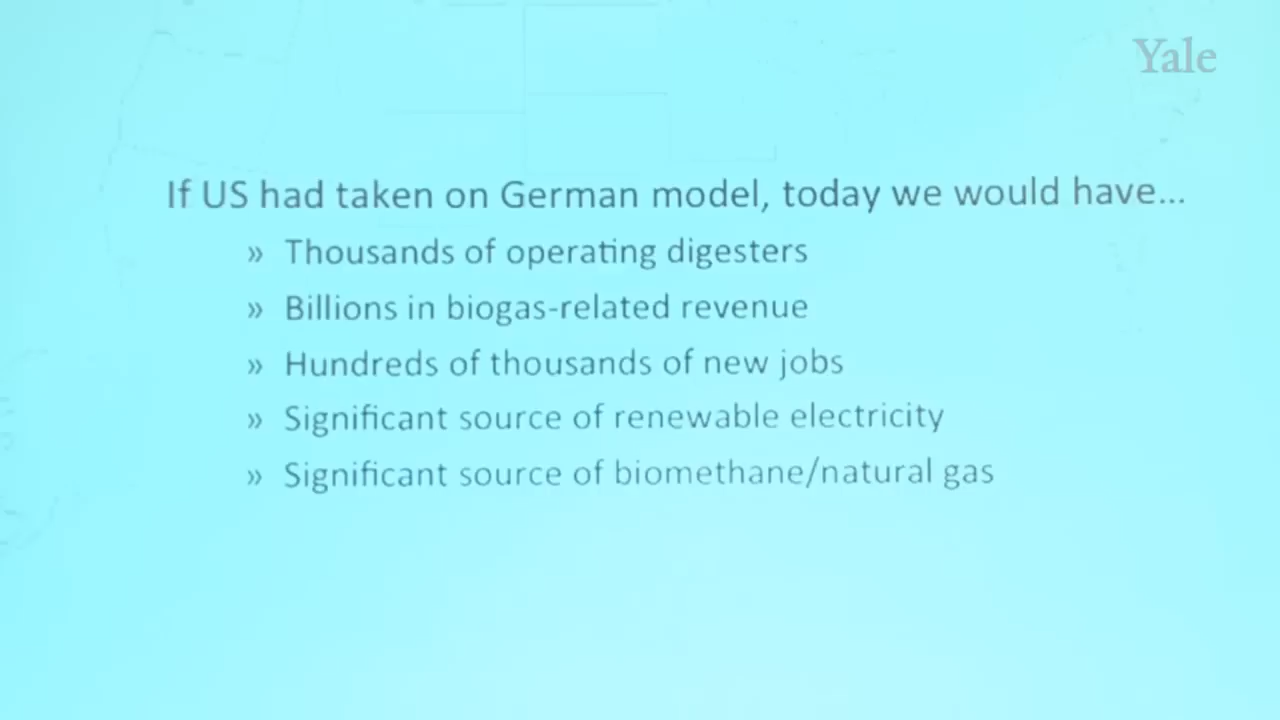 Yale
If US had taken on German model, today we would have...
» Thousands of operating digesters
» Billions in biogas-related revenue
» Hundreds of thousands of new jobs
» Significant source of renewable electricity
» Significant source of biomethane/natural gas